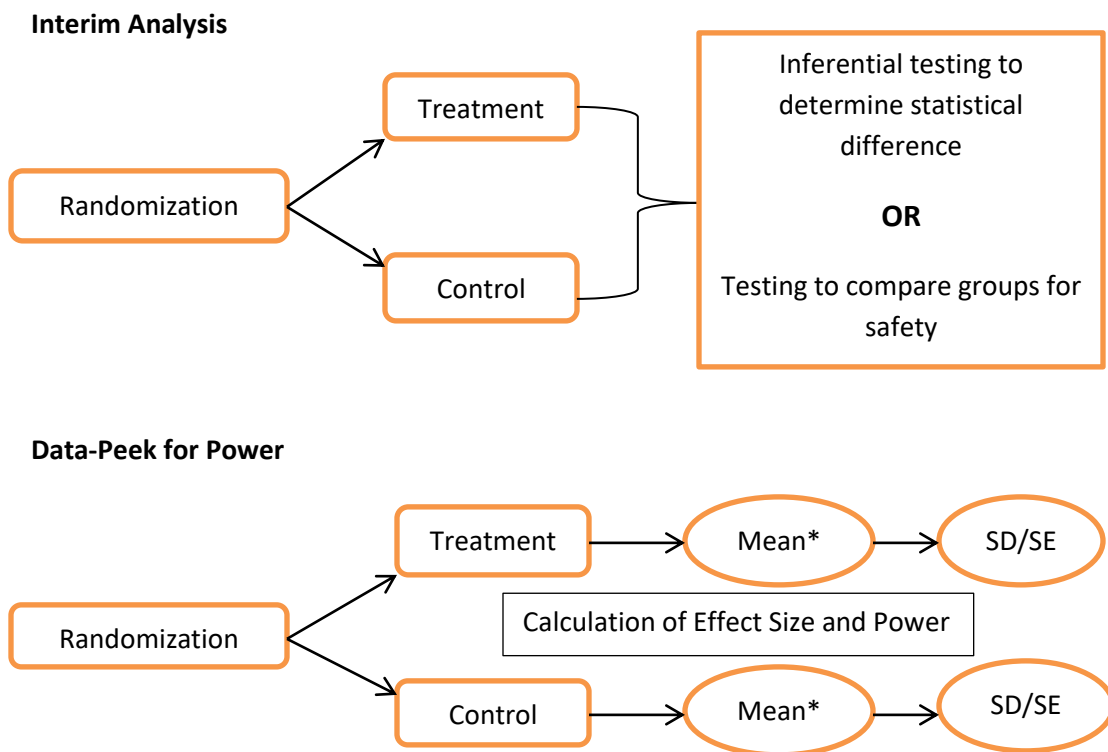 Interim Analysis
Treatment
Randomization
Control
Inferential testing to
determine statistical
difference
OR
Testing to compare groups for
safety
Data-Peek for Power
Treatment
Mean*
SD/SE
Randomization
Calculation of Effect Size and Power
Control
Mean*
SD/SE